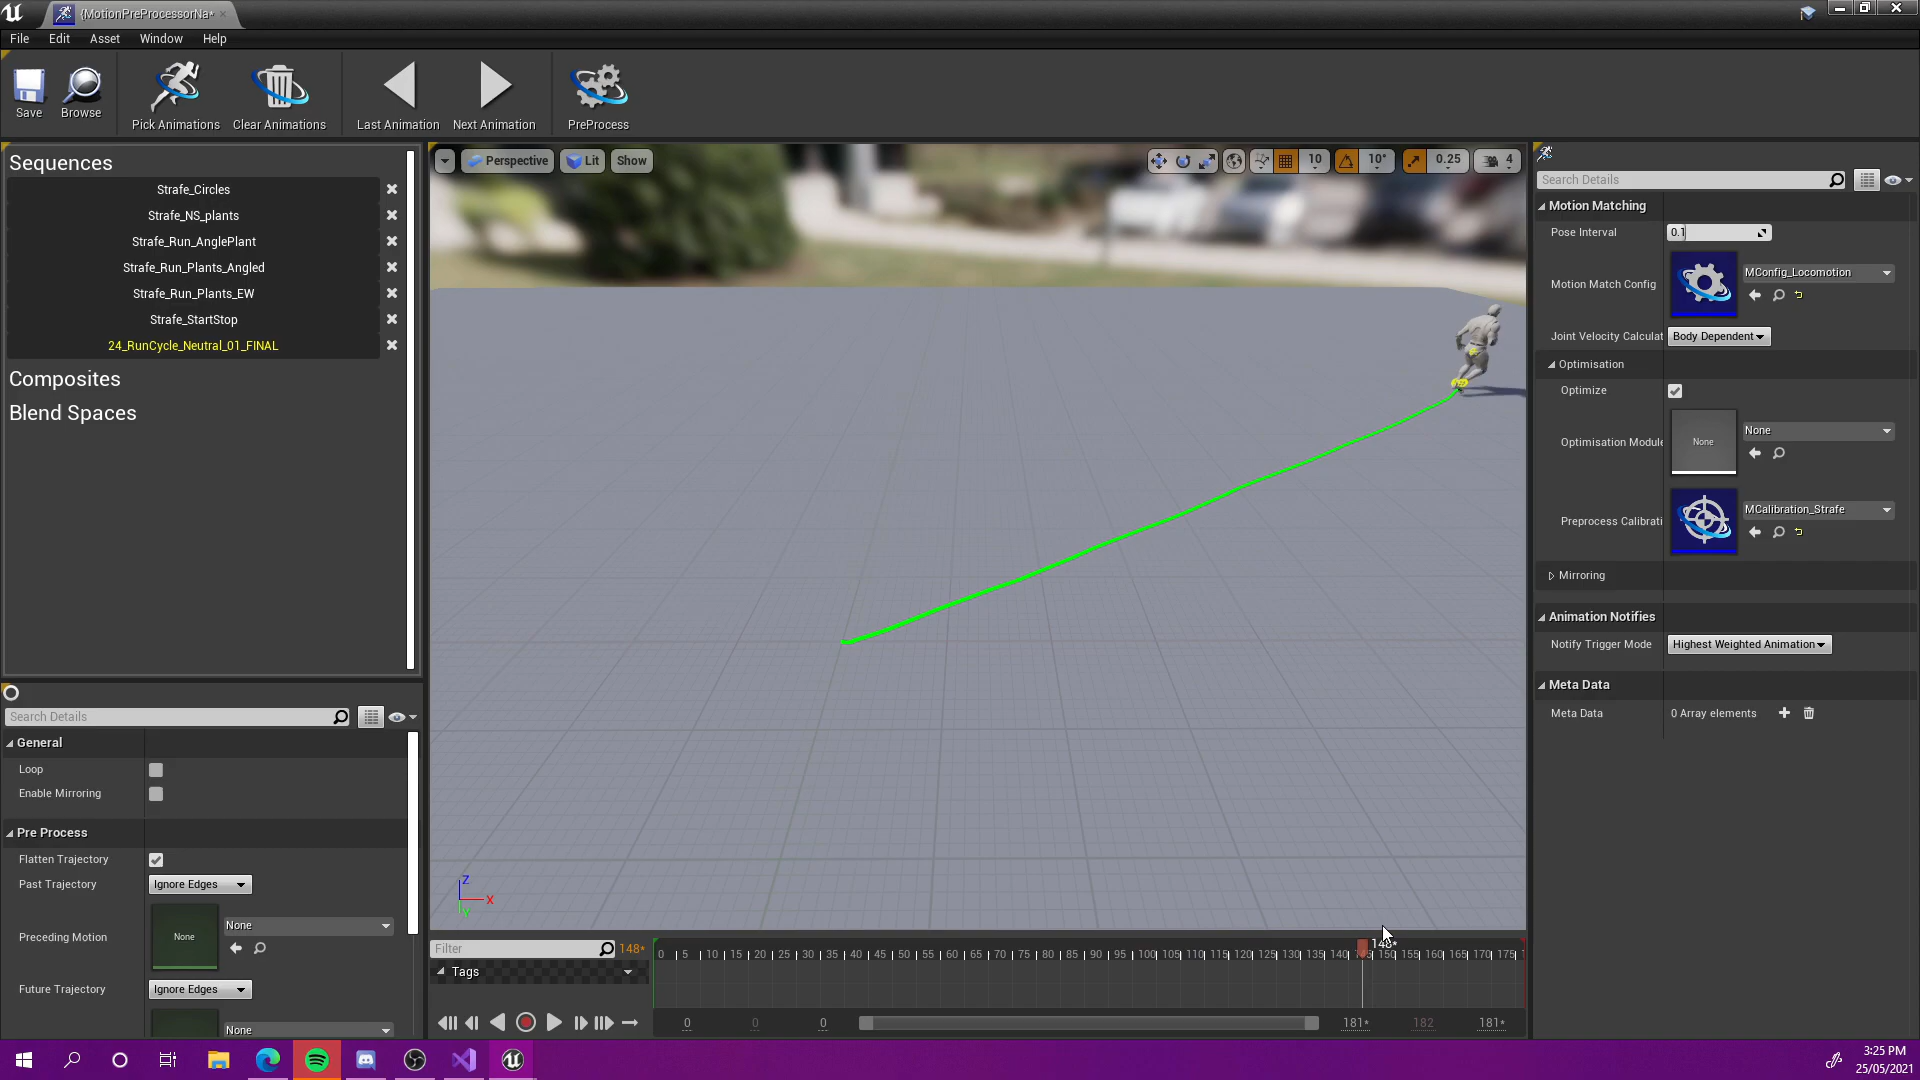 {MotionPreProcessorNa*
File Edit Asset Window Help
Save Browse Pick Animations Clear Animations Last Animation Next Animation PreProcess
Sequences
Strafe_Circles
Strafe_NS_plants
Strafe_Run_AnglePlant
Strafe_Run_Plants_Angled
Strafe_Run_Plants_EW
Strafe_StartStop
24_RunCycle_Neutral_01_FINAL
Composites
Blend Spaces
Search Details
General
Loop
Enable Mirroring
Pre Process
Flatten Trajectory
Past Trajectory Ignore Edges
None
Preceding Motion None
Future Trajectory Ignore Edges
None
Perspective Lit Show 10 10° 0.25 4
Z
X
Y
Filter 148*
Tags
148*
0 5 10 15 20 25 30 35 40 45 50 55 60 65 70 75 80 85 90 95 100 105 110 115 120 125 130 135 140 150 155 160 165 170 175
0 0 0 181* 182 181*
Search Details
Motion Matching
Pose Interval 0.1
MConfig_Locomotion
Motion Match Config
Joint Velocity Calculat Body Dependent
Optimisation
Optimize
None
Optimisation Module None
MCalibration_Strafe
Preprocess Calibrati
Mirroring
Animation Notifies
Notify Trigger Mode Highest Weighted Animation
Meta Data
Meta Data 0 Array elements
3:25 PM
25/05/2021